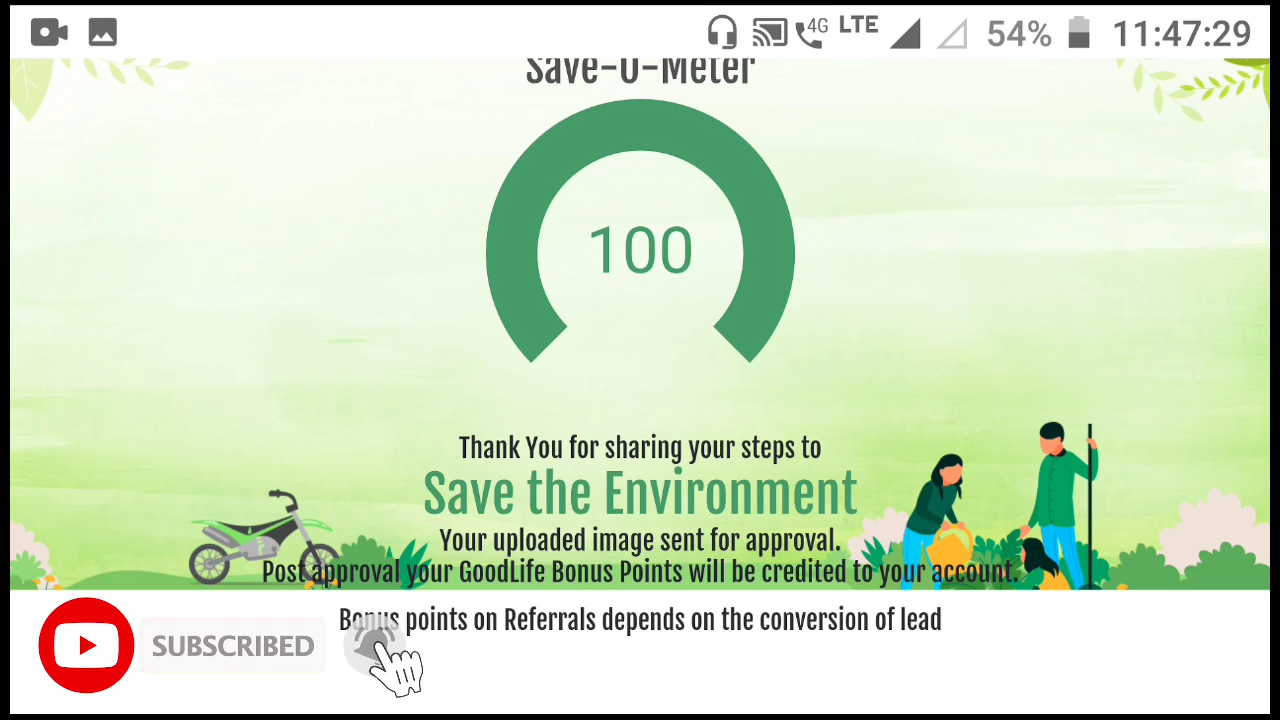 4G LTE 54% 11:47:29
Save-O-Meter
100
Thank You for sharing your steps to
Save the Environment
Your uploaded image sent for approval.
Post approval your GoodLife Bonus Points will be credited to your account.
Bonus points on Referrals depends on the conversion of lead
SUBSCRIBED